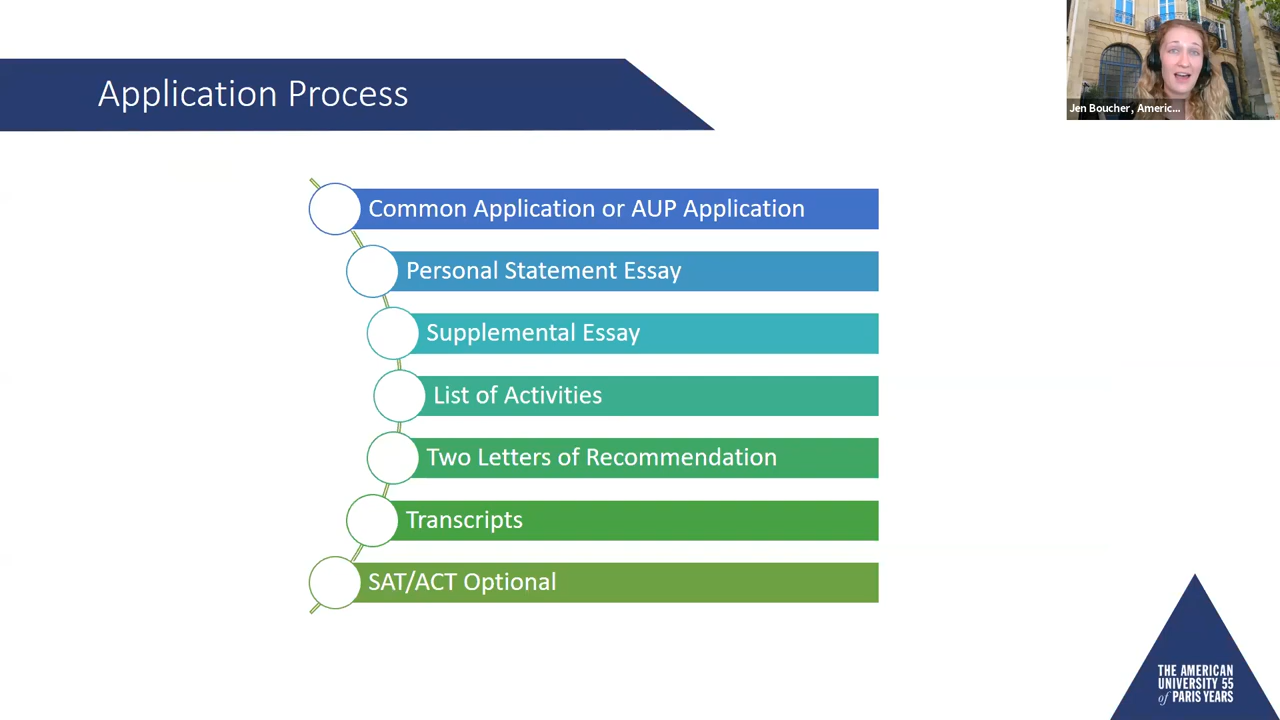 Application Process
Jen Boucher, Americ...
Common Application or AUP Application
Personal Statement Essay
Supplemental Essay
List of Activities
Two Letters of Recommendation
Transcripts
SAT/ACT Optional
THE AMERICAN
UNIVERSITY 55
of PARIS YEARS